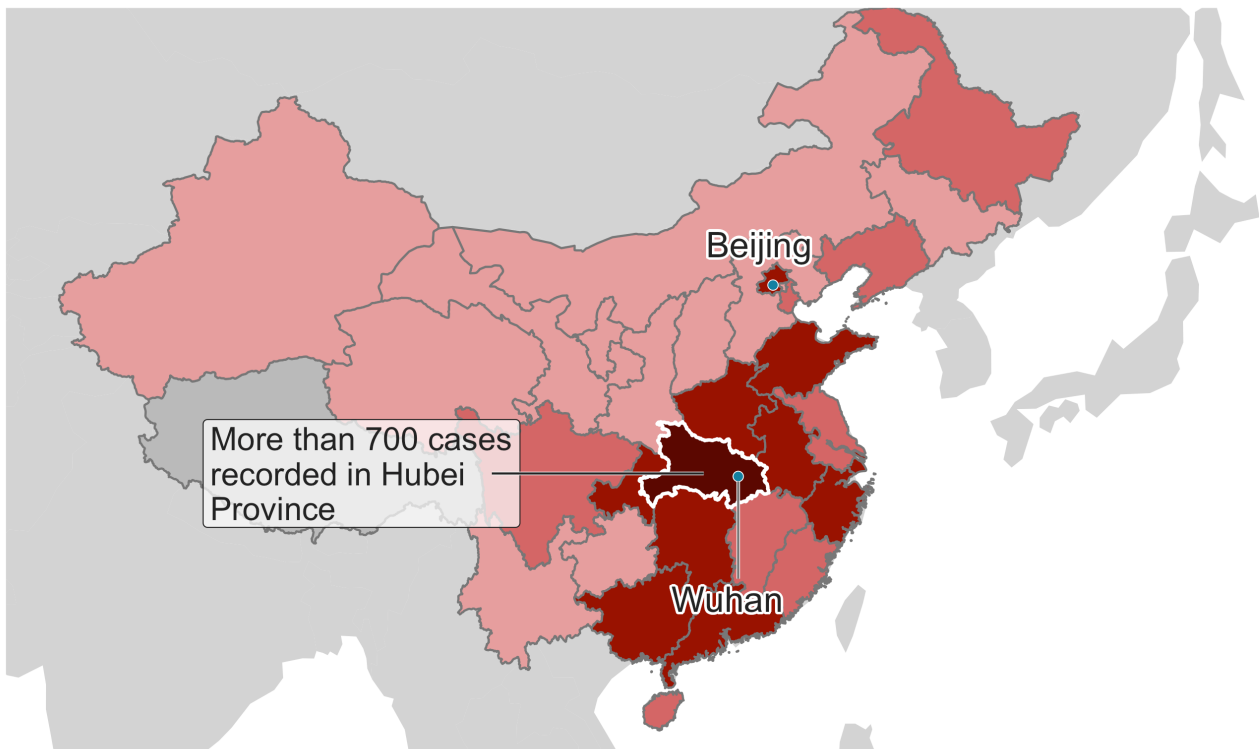 Beijing
More than 700 cases
recorded in Hubei
Province
Wuhan